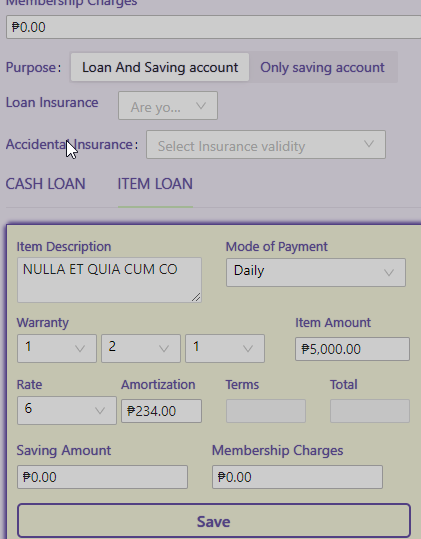 Membership Charges
₱0.00
Purpose: Loan And Saving account Only saving account
Loan Insurance Are yo...
Accidental Insurance: Select Insurance validity
CASH LOAN ITEM LOAN
Item Description Mode of Payment
NULLA ET QUIA CUM CO Daily
Warranty Item Amount
1 2 1 ₱5,000.00
Rate Amortization Terms Total
6 ₱234.00
Saving Amount Membership Charges
₱0.00 ₱0.00
Save